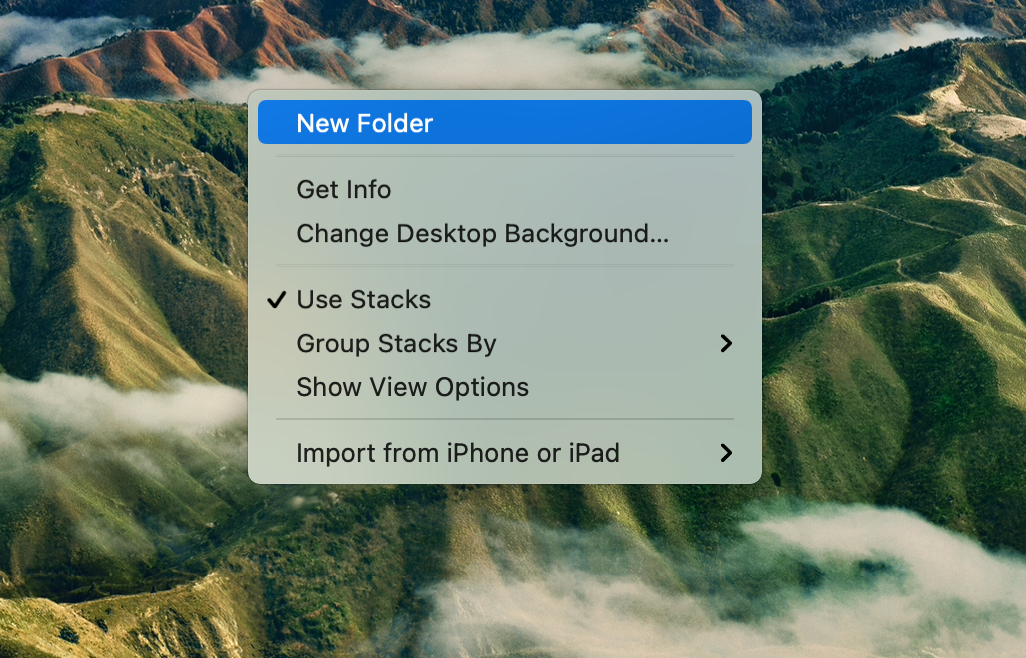 New Folder
Get Info
Change Desktop Background...
Use Stacks
Group Stacks By
Show View Options
Import from iPhone or iPad